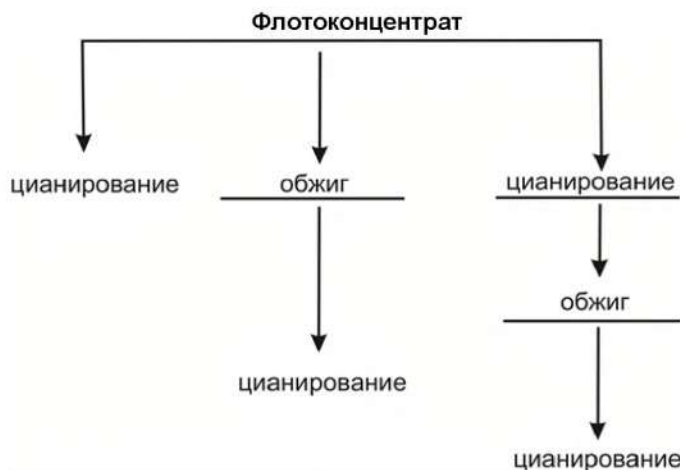 Флотоконцентрат
цианирование
обжиг
цианирование
обжиг
цианирование
цианирование